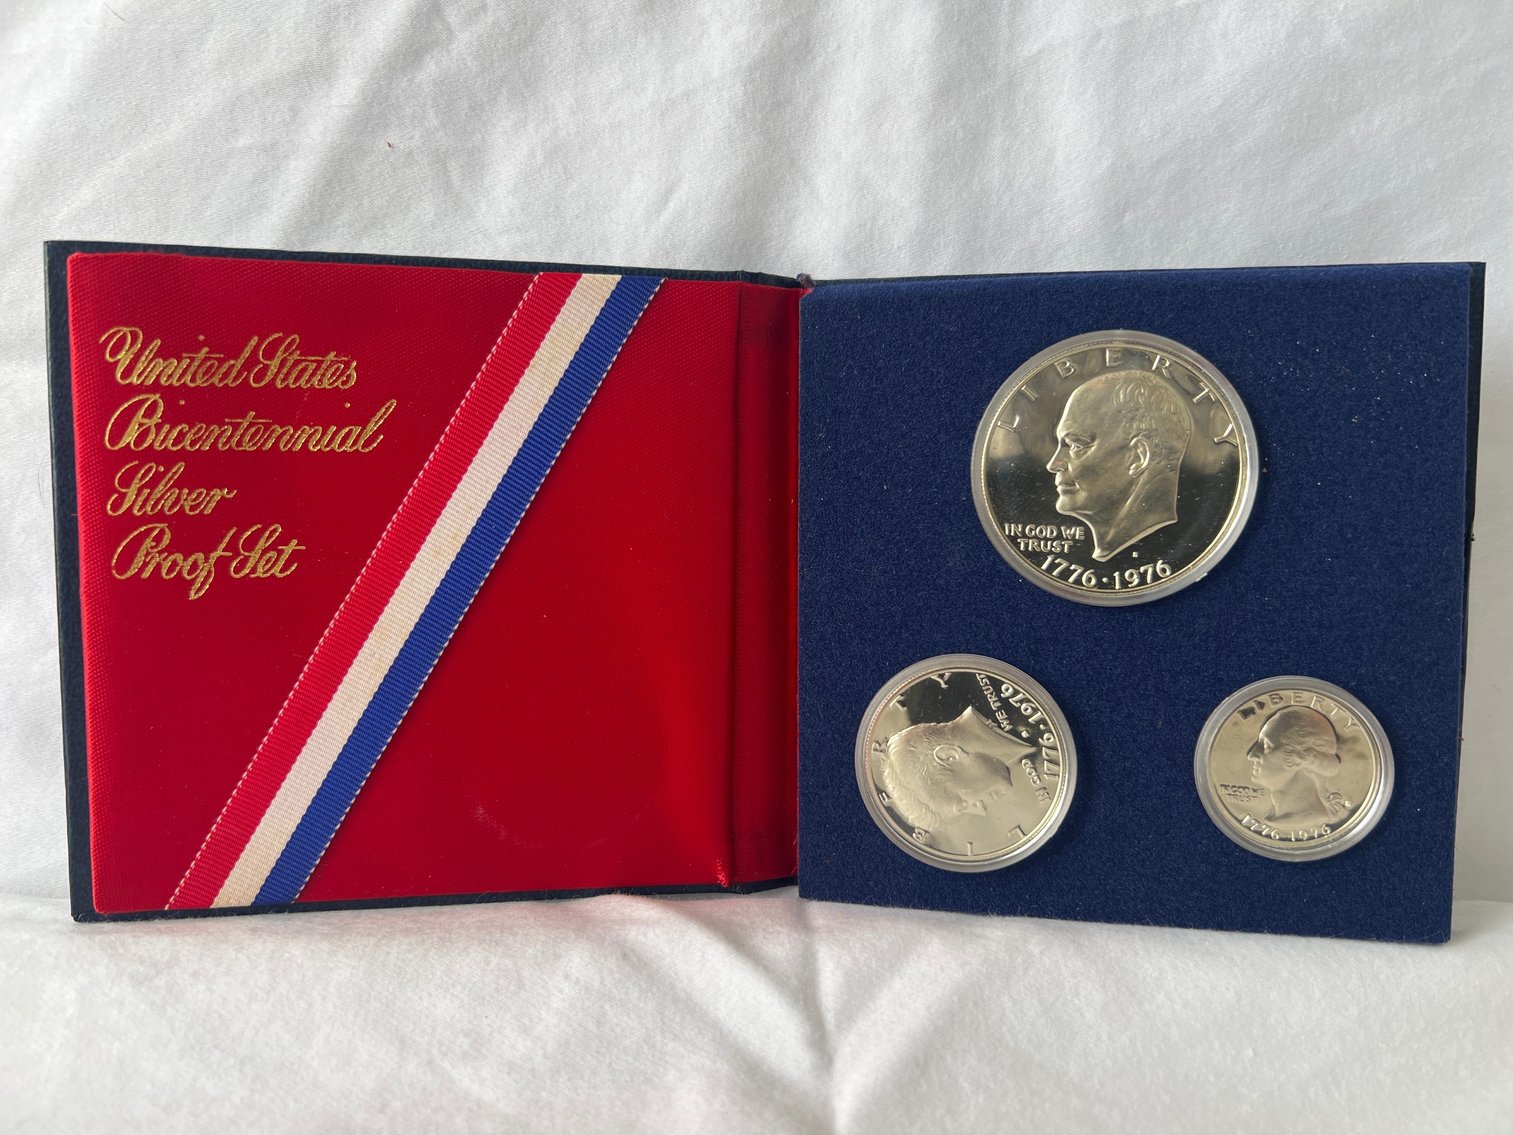 United States
Bicentennial
Silver
Proof Set
LIBERTY
IN GOD WE
TRUST
S
1776·1976
LIBERTY
IN GOD
WE TRUST
S
1776·1976
LIBERTY
IN GOD WE
TRUST
S
1776-1976